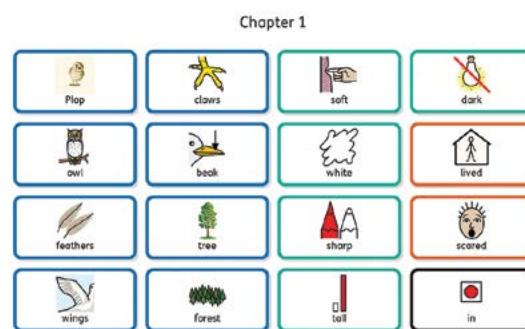 Chapter 1
Plop claws soft dark
owl beak white lived
feathers tree sharp scared
wings forest tall in